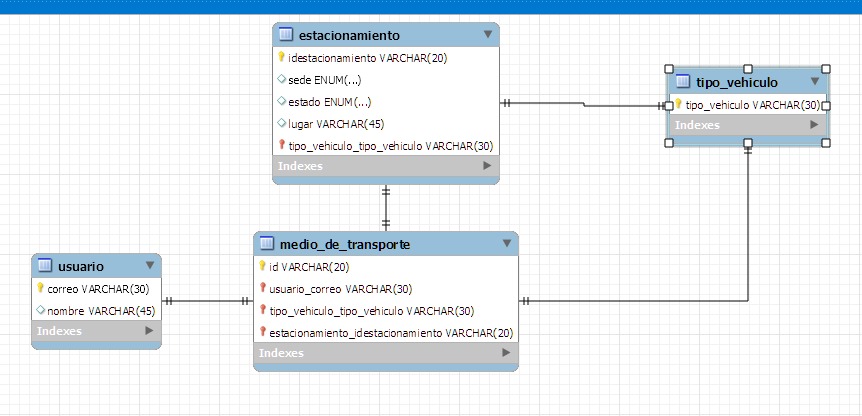 estacionamiento
idestacionamiento VARCHAR(20)
sede ENUM(...)
estado ENUM(...)
lugar VARCHAR(45)
tipo_vehiculo_tipo_vehiculo VARCHAR(30)
Indexes
tipo_vehiculo
tipo_vehiculo VARCHAR(30)
Indexes
usuario
correo VARCHAR(30)
nombre VARCHAR(45)
Indexes
medio_de_transporte
id VARCHAR(20)
usuario_correo VARCHAR(30)
tipo_vehiculo_tipo_vehiculo VARCHAR(30)
estacionamiento_idestacionamiento VARCHAR(20)
Indexes